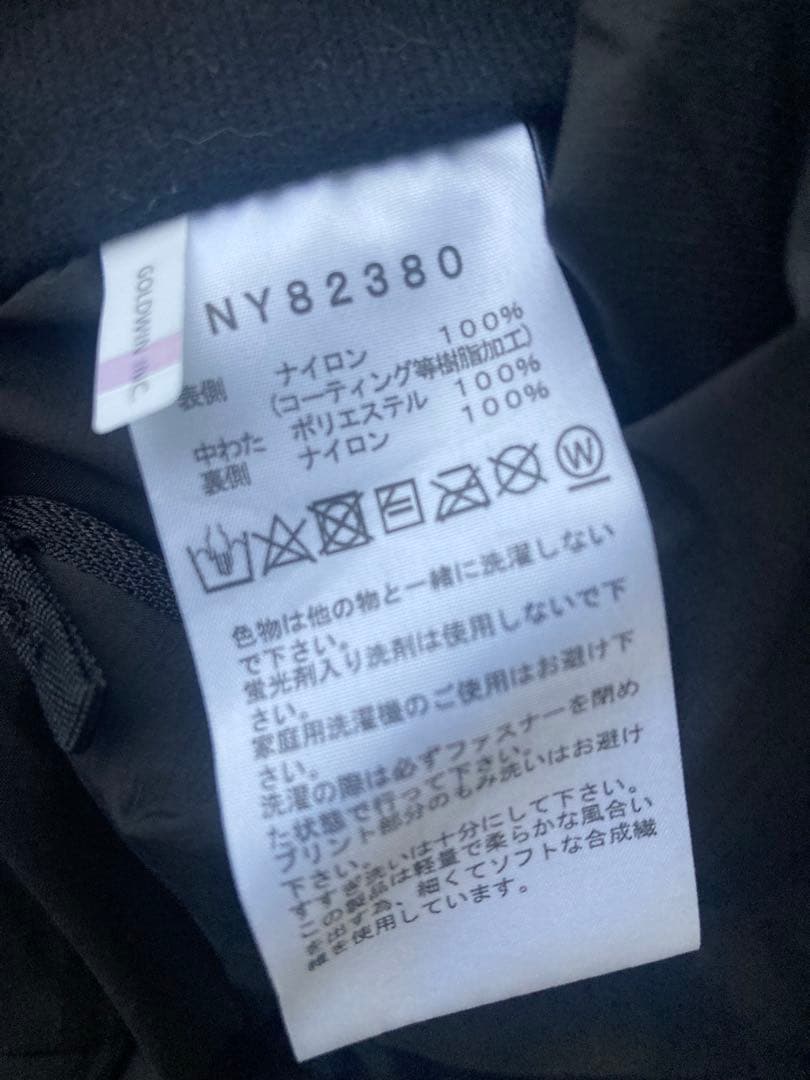 GOLDWIN INC.
NY82380
表側 ナイロン 100%
(コーティング等樹脂加工)
中わた ポリエステル 100%
裏側 ナイロン 100%
W
色物は他の物と一緒に洗濯しない
で下さい。
蛍光剤入り洗剤は使用しないで下
さい。
家庭用洗濯機のご使用はお避け下
さい。
洗濯の際は必ずファスナーを閉め
た状態で行って下さい。
プリント部分のもみ洗いはお避け
下さい。
すすぎ洗いは十分にして下さい。
この製品は軽量で柔らかな風合い
を出す為、細くてソフトな合成繊
維を使用しています。